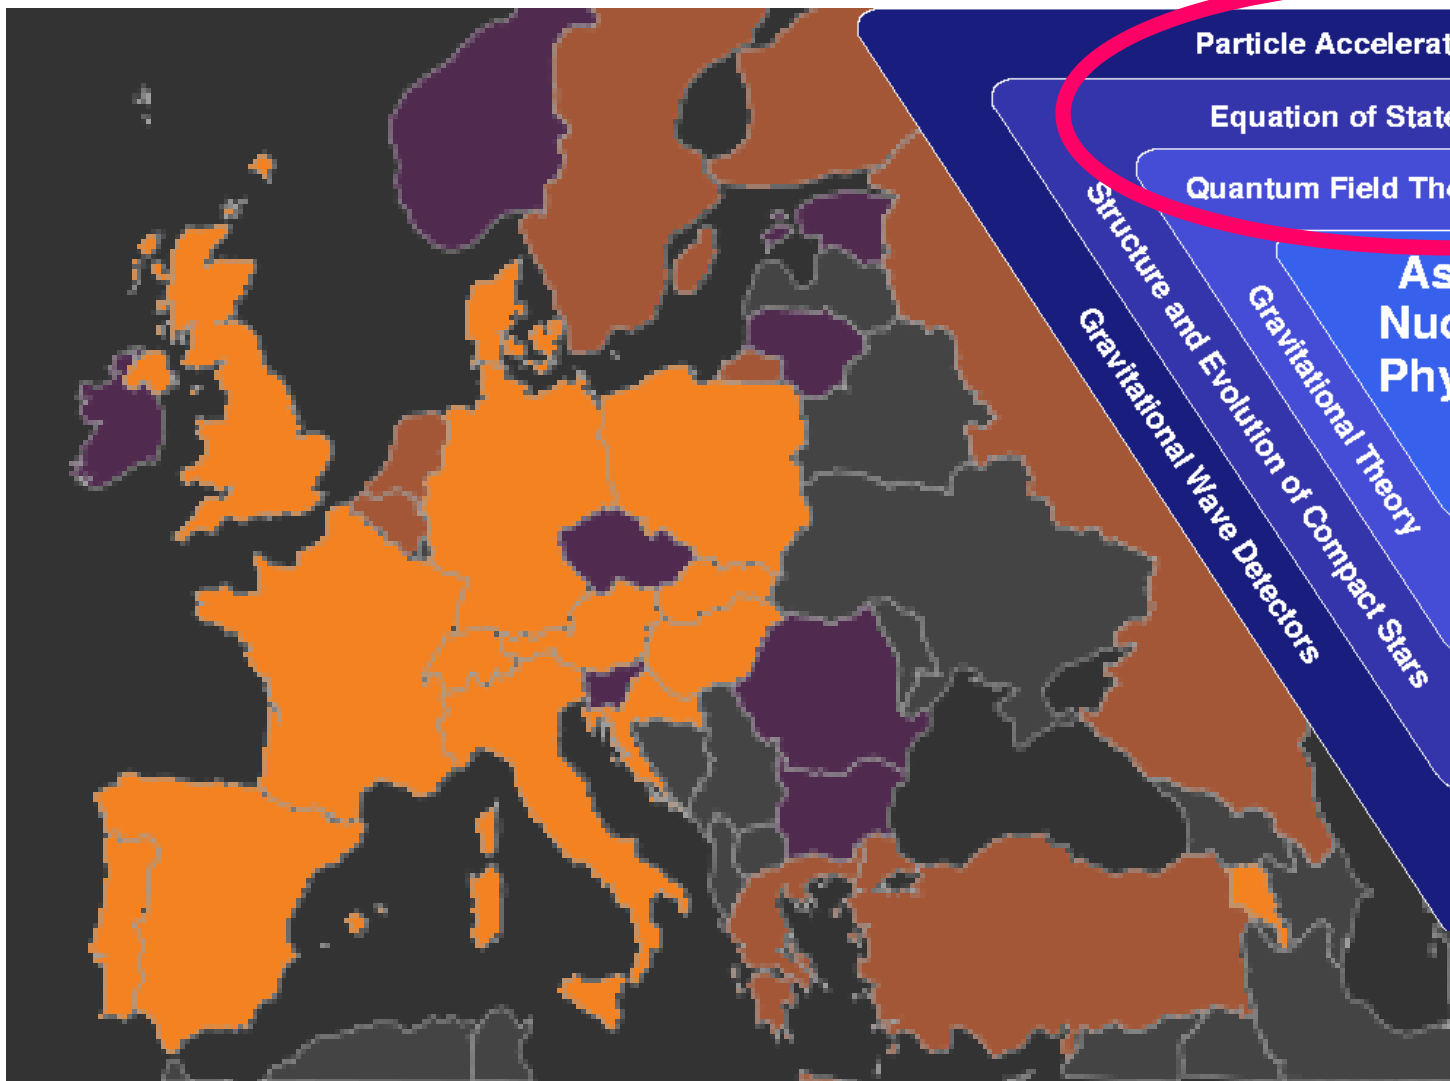 Particle Accelerat
Equation of State
Quantum Field The
As
Nuc
Phy
Gravitational Theory
Structure and Evolution of Compact Stars
Gravitational Wave Detectors